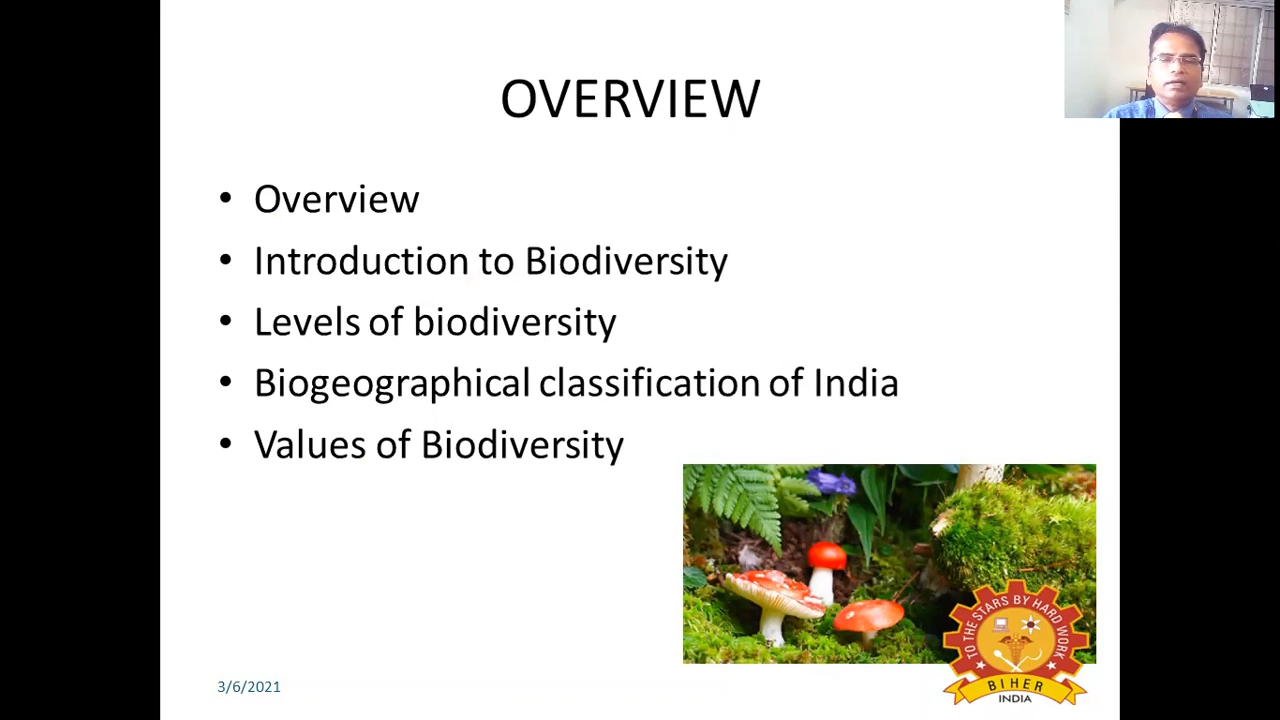 OVERVIEW
• Overview
• Introduction to Biodiversity
• Levels of biodiversity
• Biogeographical classification of India
• Values of Biodiversity
TO THE STARS BY HARD WORK
BIHER
INDIA
3/6/2021